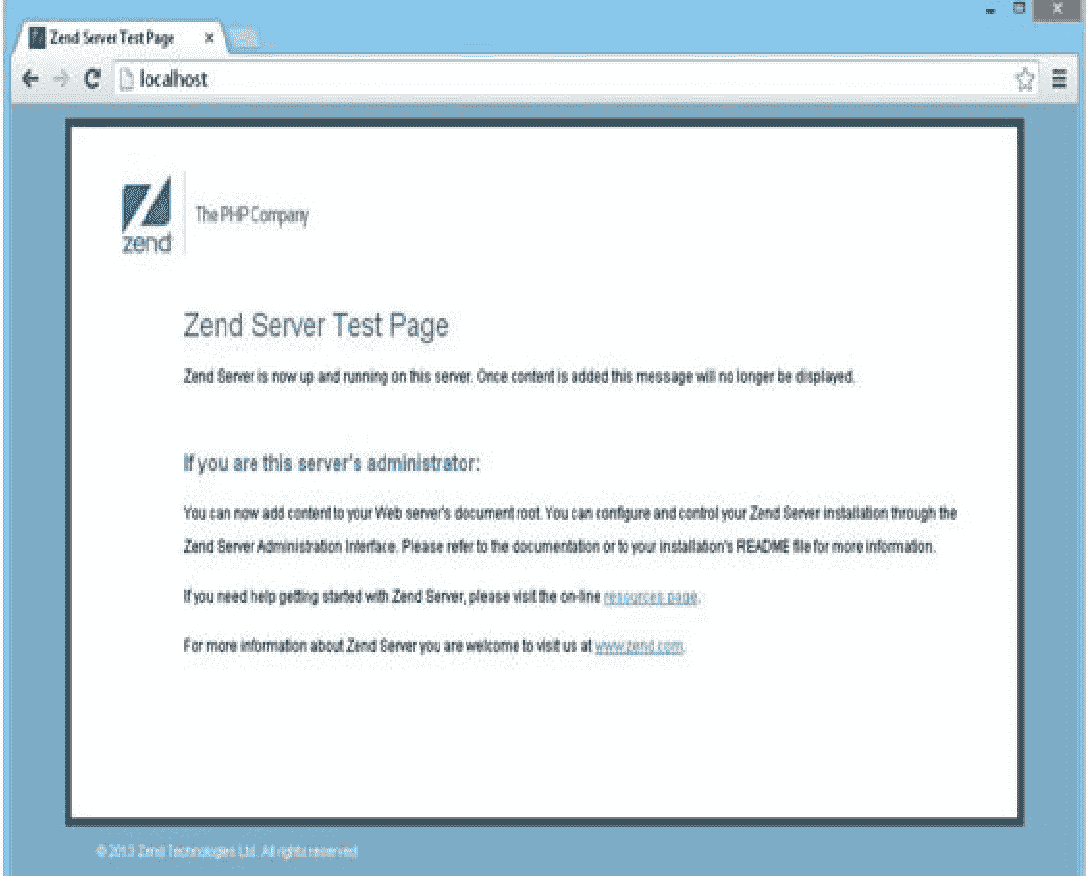 Zend Server Test Page
localhost
zend
The PHP Company
Zend Server Test Page
Zend Server is now up and running on this server. Once content is added this message will no longer be displayed.
If you are this server's administrator:
You can now add content to your Web server's document root. You can configure and control your Zend Server installation through the
Zend Server Administration Interface. Please refer to the documentation or to your installation's README file for more information.
If you need help getting started with Zend Server, please visit the on-line resources page.
For more information about Zend Server you are welcome to visit us at www.zend.com.
© 2013 Zend Technologies Ltd. All rights reserved.